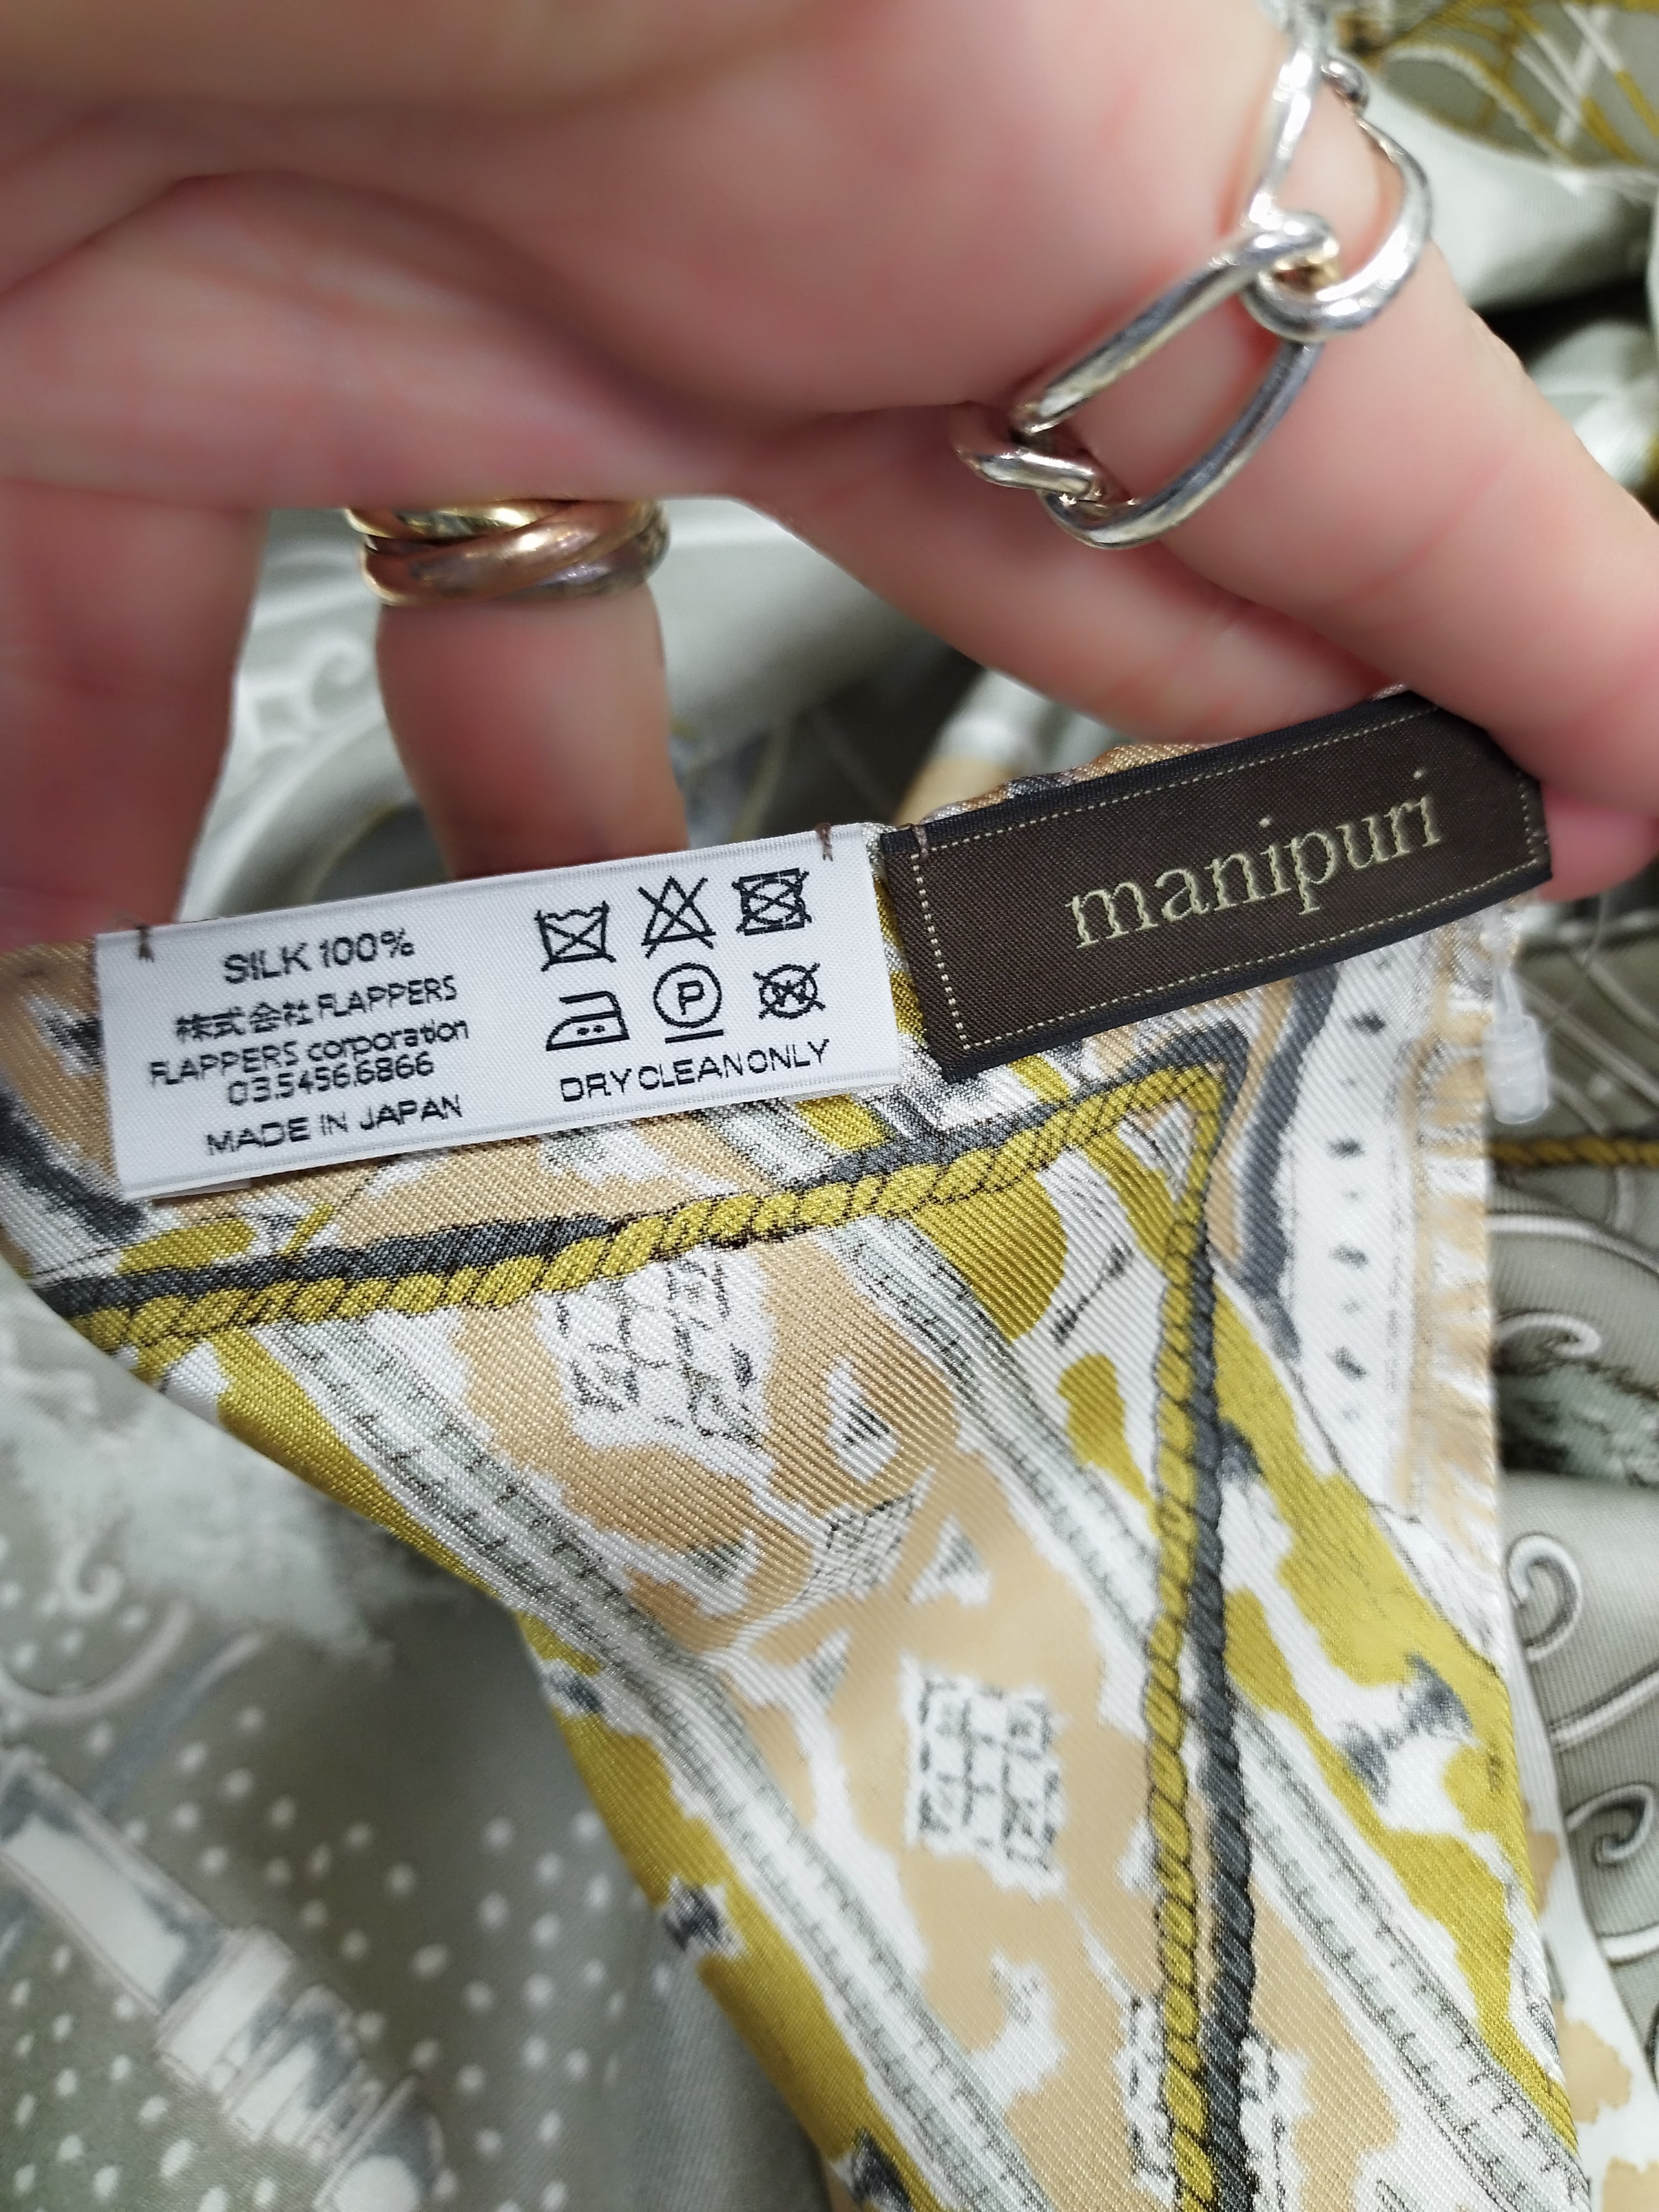 SILK 100%
株式会社 FLAPPERS
FLAPPERS corporation
03.5456.6866
MADE IN JAPAN
P
W
DRY CLEAN ONLY
manipuri